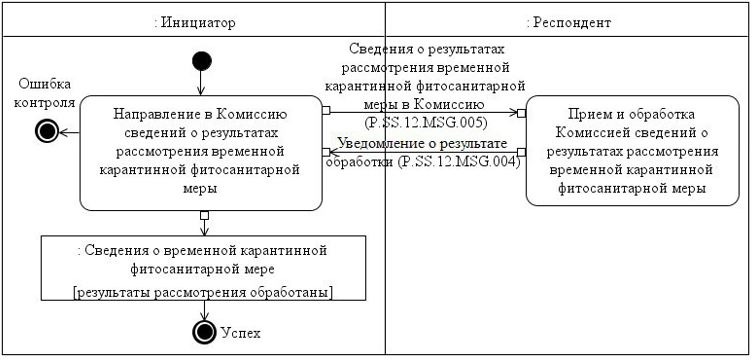 : Инициатор
: Респондент
Ошибка
контроля
Направление в Комиссию
сведений о результатах
рассмотрения временной
карантинной фитосанитарной
меры
Сведения о результатах
рассмотрения временной
карантинной фитосанитарной
меры в Комиссию
(P.SS.12.MSG.005)
Уведомление о результате
обработки (P.SS.12.MSG.004)
Прием и обработка
Комиссией сведений о
результатах рассмотрения
временной карантинной
фитосанитарной меры
: Сведения о временной карантинной
фитосанитарной мере
[результаты рассмотрения обработаны]
Успех